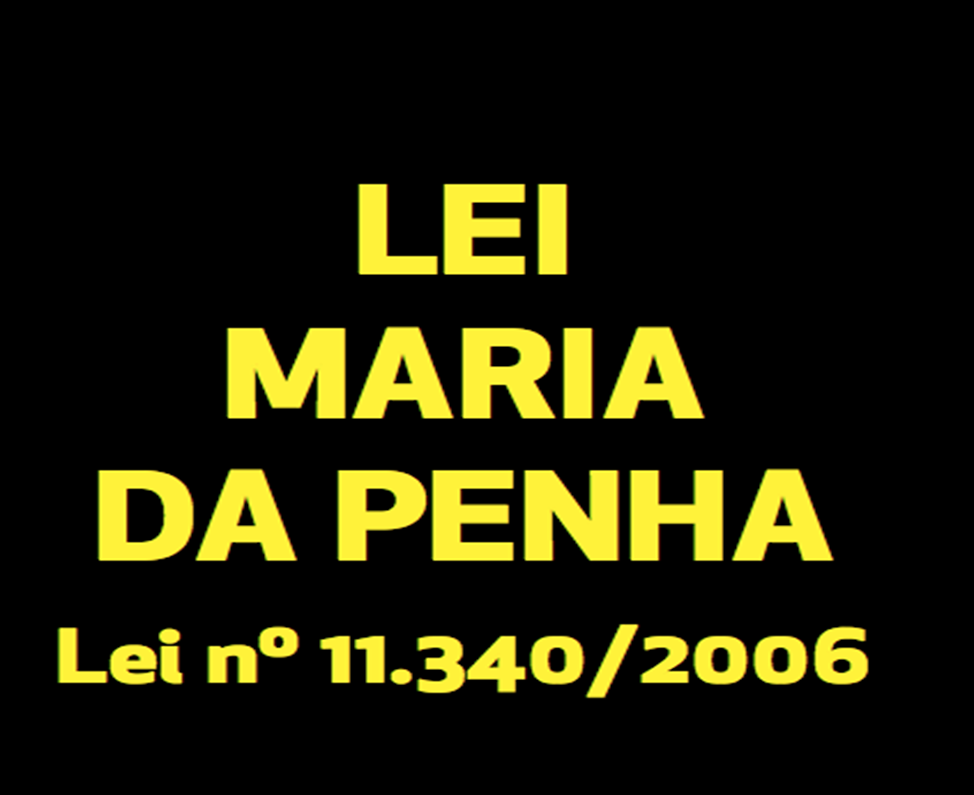 LEI
MARIA
DA PENHA
Lei nº 11.340/2006